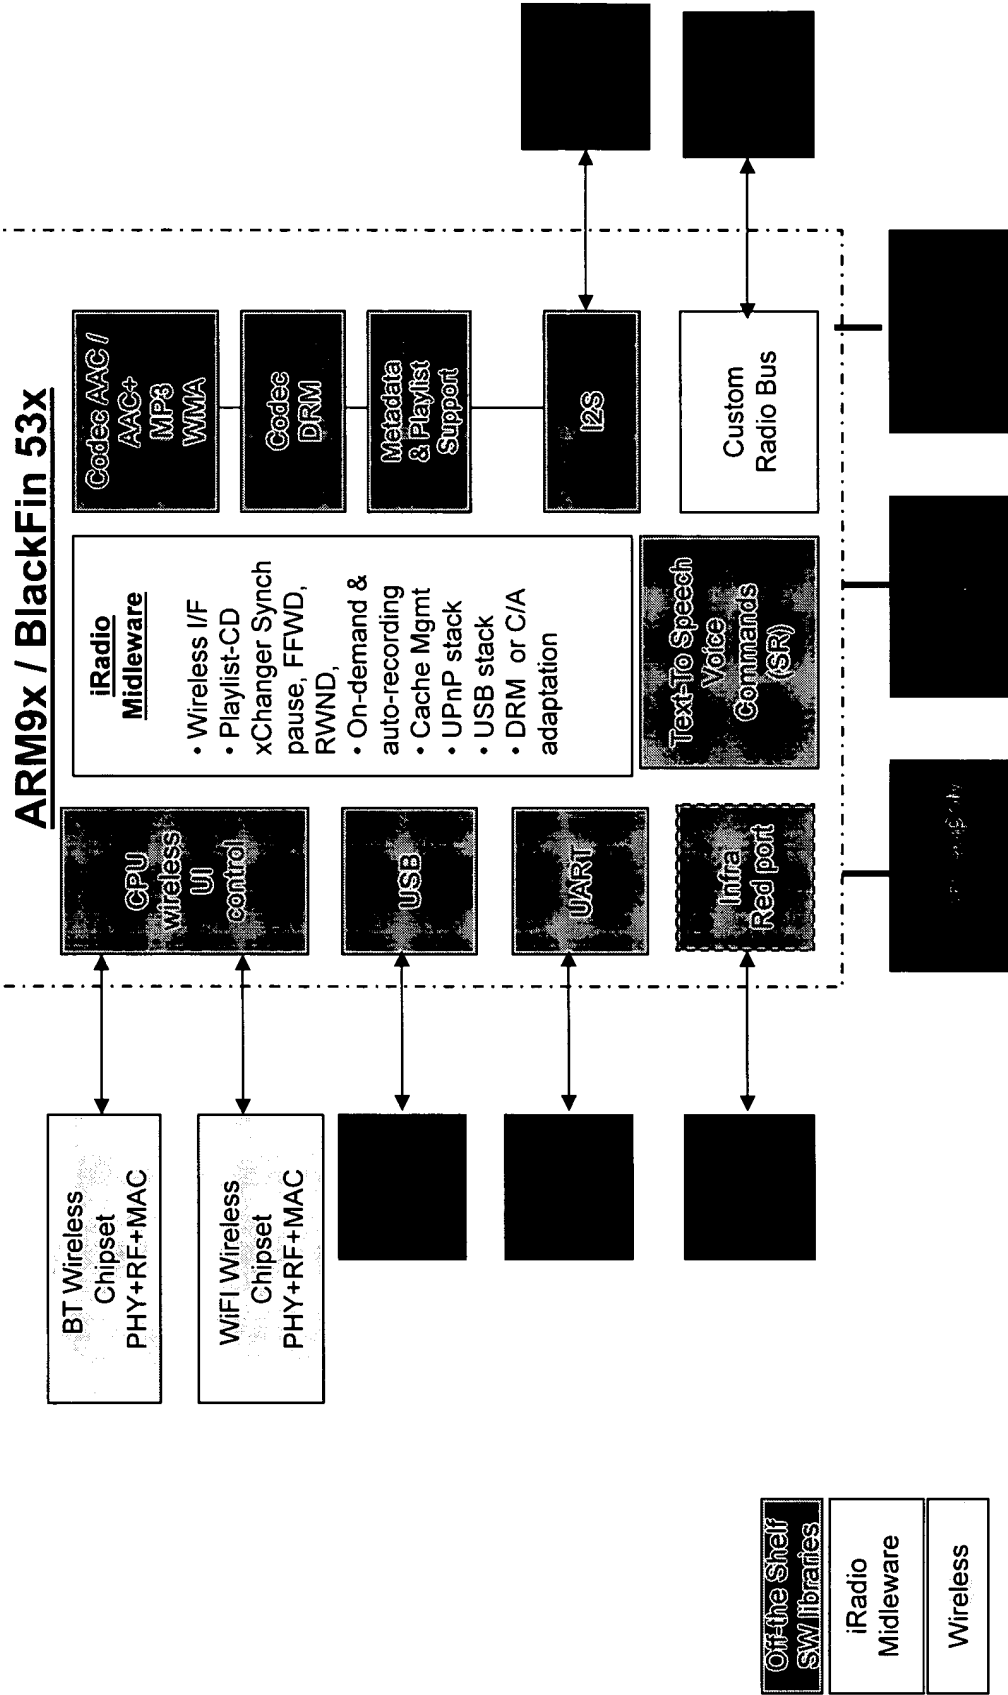 ARM9x / BlackFin 53x
BT Wireless
Chipset
PHY+RF+MAC
WiFI Wireless
Chipset
PHY+RF+MAC
CPU
wireless
UI
control
USB
UART
Infra
Red port
iRadio
Midleware
• Wireless I/F
• Playlist-CD
xChanger Synch
pause, FFWD,
RWND,
• On-demand &
auto-recording
• Cache Mgmt
• UPnP stack
• USB stack
• DRM or C/A
adaptation
Text-To Speech
Voice
Commands
(SR)
Codec AAC /
AAC+
MP3
WMA
Codec
DRM
Metadata
& Playlist
Support
I2S
Custom
Radio Bus
Off-the Shelf
SW libraries
iRadio
Midleware
Wireless